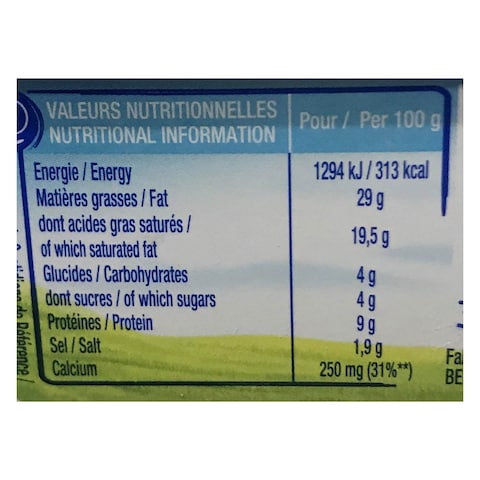 VALEURS NUTRITIONNELLES
NUTRITIONAL INFORMATION
Pour / Per 100 g
Energie / Energy 1294 kJ / 313 kcal
Matières grasses / Fat 29 g
dont acides gras saturés /
of which saturated fat 19,5 g
Glucides / Carbohydrates 4 g
dont sucres / of which sugars 4 g
Protéines / Protein 9 g
Sel / Salt 1,9 g
Calcium 250 mg (31%**)
de Référence /
Fa
BE